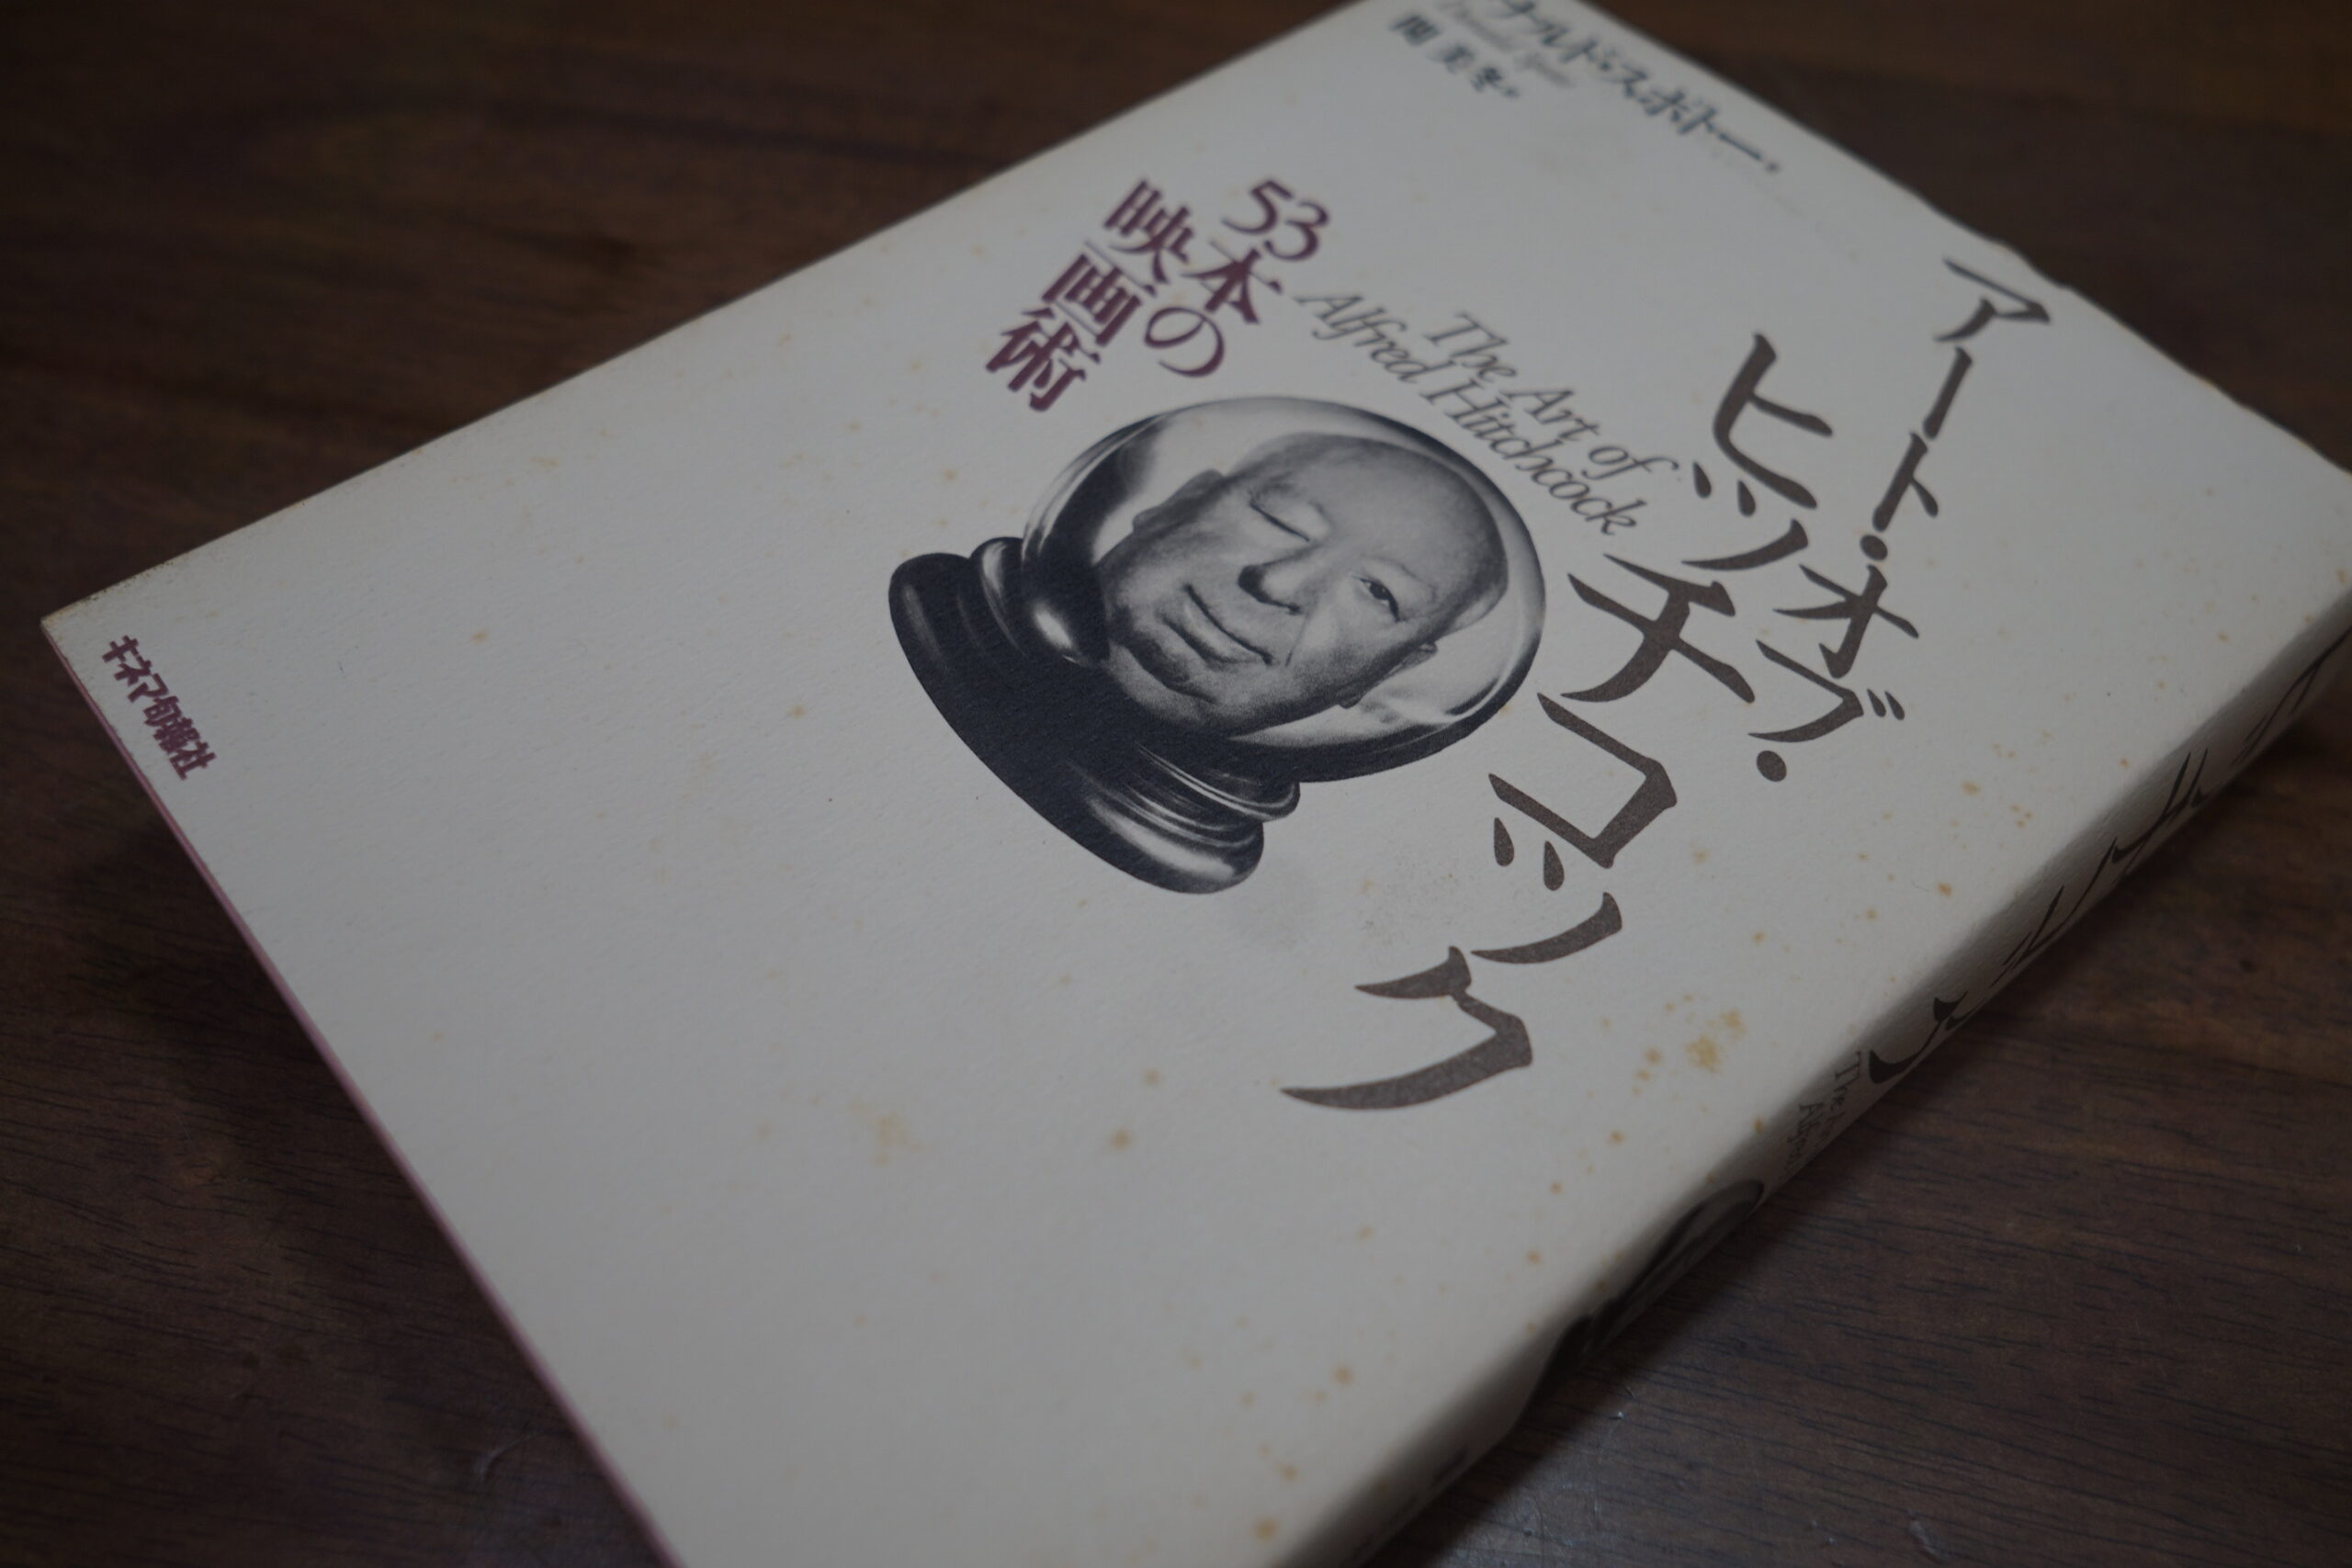 アート・オブ・
ヒッチコック
The Art of
Alfred Hitchcock
53本の
映画術
ナルド・スポトー・
関美冬
キネマ旬報社